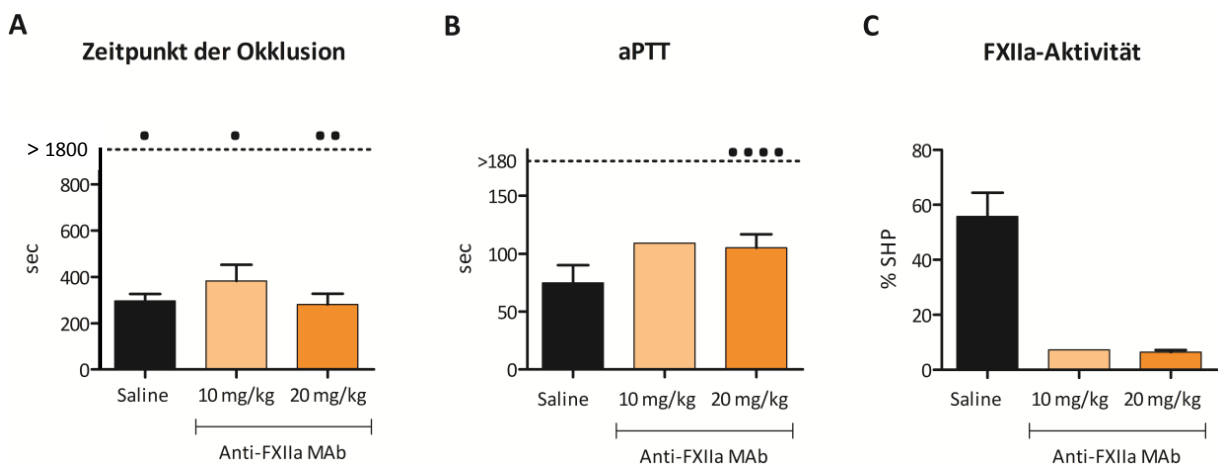 A
Zeitpunkt der Okklusion
> 1800
800
600
400
200
0
sec
Saline
10 mg/kg
20 mg/kg
Anti-FXIIa MAb
B
aPTT
>180
150
100
50
0
sec
Saline
10 mg/kg
20 mg/kg
Anti-FXIIa MAb
C
FXIIa-Aktivität
80
60
40
20
0
% SHP
Saline
10 mg/kg
20 mg/kg
Anti-FXIIa MAb